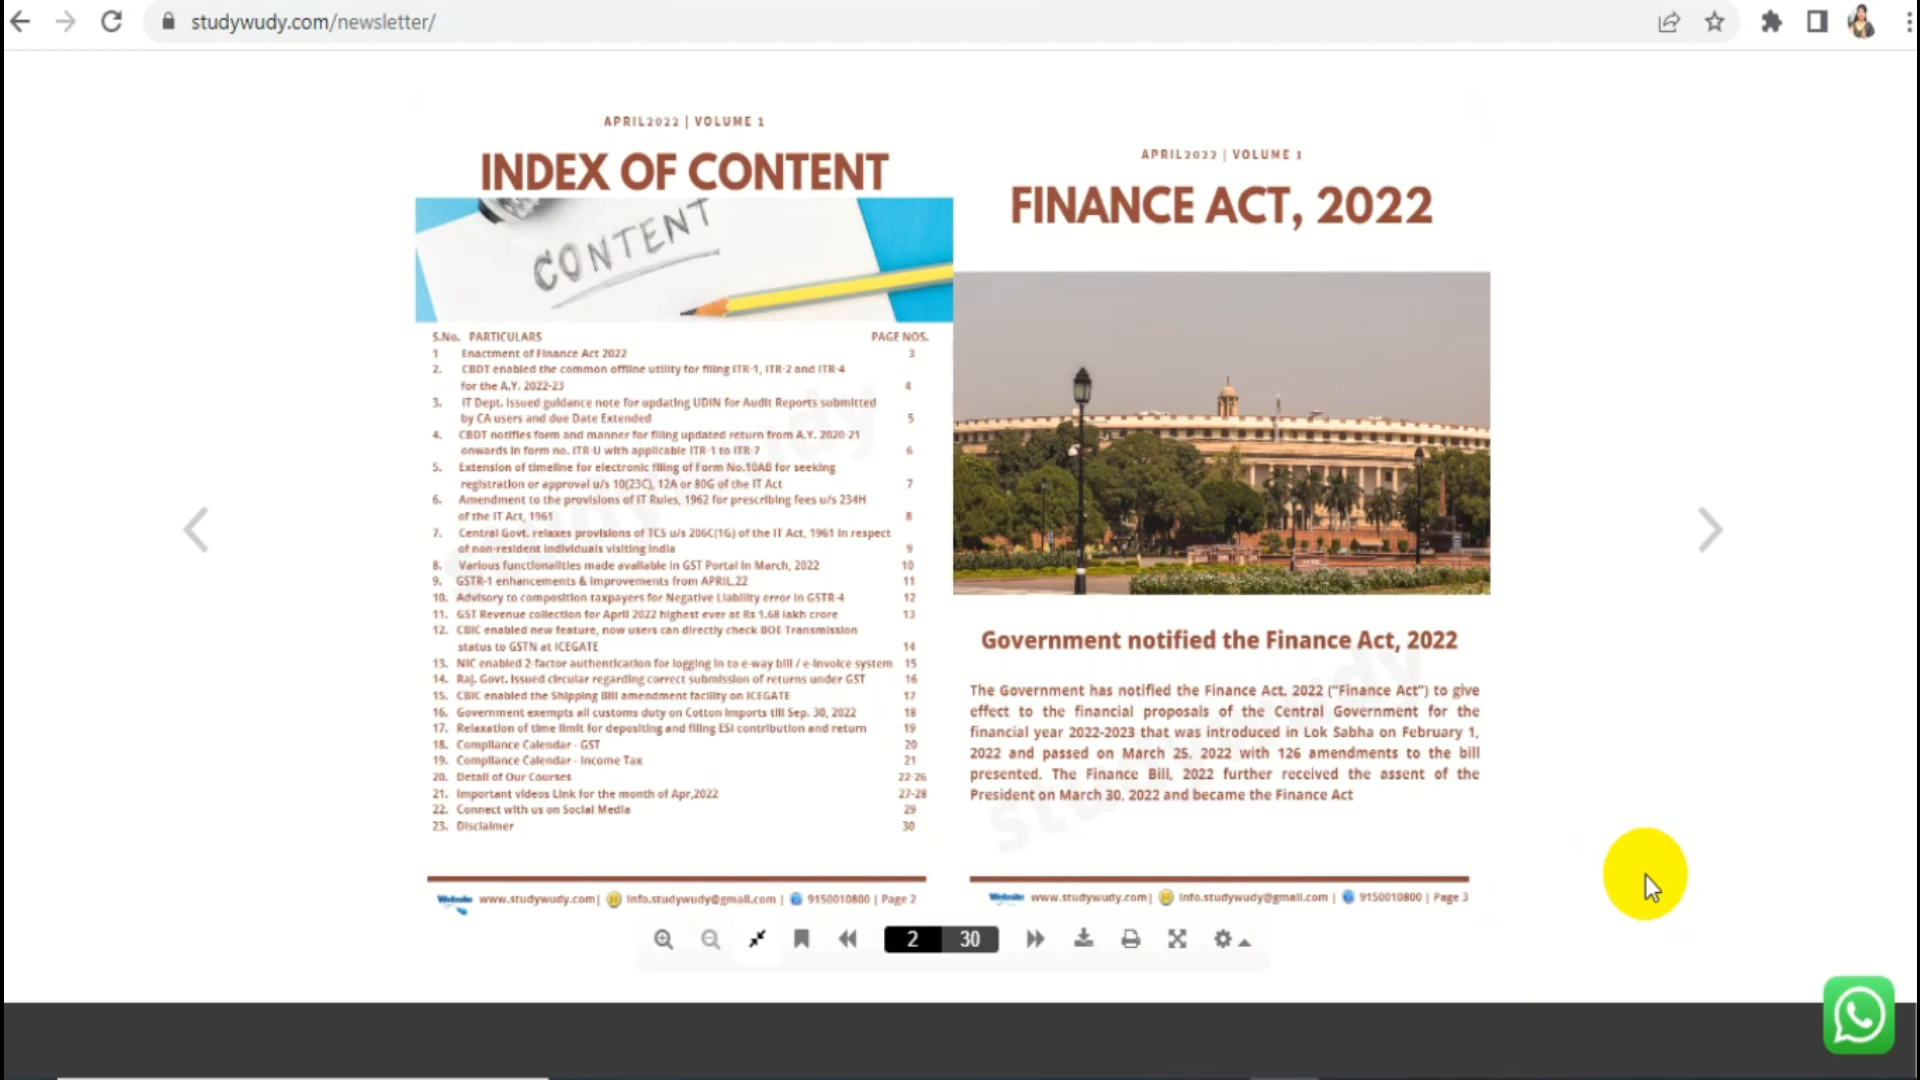 studywudy.com/newsletter/
APRIL2022 | VOLUME 1
INDEX OF CONTENT
CONTENT
S.No. PARTICULARS PAGE NOS.
1 Enactment of Finance Act 2022 3
2. CBDT enabled the common offline utility for filing ITR-1, ITR-2 and ITR-4
for the A.Y. 2022-23 4
3. IT Dept. issued guidance note for updating UDIN for Audit Reports submitted
by CA users and due Date Extended 5
4. CBDT notifies form and manner for filing updated return from A.Y. 2020-21
onwards in form no. ITR-U with applicable ITR-1 to ITR-7 6
5. Extension of timeline for electronic filing of Form No.10AB for seeking
registration or approval u/s 10(23C), 12A or 80G of the IT Act 7
6. Amendment to the provisions of IT Rules, 1962 for prescribing fees u/s 234H
of the IT Act, 1961 8
7. Central Govt. relaxes provisions of TCS u/s 206C(1G) of the IT Act, 1961 in respect
of non-resident individuals visiting India 9
8. Various functionalities made available in GST Portal in March, 2022 10
9. GSTR-1 enhancements & improvements from APRIL,22 11
10. Advisory to composition taxpayers for Negative Liability error in GSTR-4 12
11. GST Revenue collection for April 2022 highest ever at Rs 1.68 lakh crore 13
12. CBIC enabled new feature, now users can directly check BOE Transmission
status to GSTN at ICEGATE 14
13. NIC enabled 2-factor authentication for logging in to e-way bill / e-Invoice system 15
14. Raj. Govt. issued circular regarding correct submission of returns under GST 16
15. CBIC enabled the Shipping Bill amendment facility on ICEGATE 17
16. Government exempts all customs duty on Cotton Imports till Sep. 30, 2022 18
17. Relaxation of time limit for depositing and filing ESI contribution and return 19
18. Compliance Calendar - GST 20
19. Compliance Calendar - Income Tax 21
20. Detail of Our Courses 22-26
21. Important videos Link for the month of Apr,2022 27-28
22. Connect with us on Social Media 29
23. Disclaimer 30
Website www.studywudy.com| info.studywudy@gmail.com | 9150010800 | Page 2
APRIL2022 | VOLUME 1
FINANCE ACT, 2022
Government notified the Finance Act, 2022
The Government has notified the Finance Act, 2022 ("Finance Act") to give
effect to the financial proposals of the Central Government for the
financial year 2022-2023 that was introduced in Lok Sabha on February 1,
2022 and passed on March 25, 2022 with 126 amendments to the bill
presented. The Finance Bill, 2022 further received the assent of the
President on March 30, 2022 and became the Finance Act
studywudy
Website www.studywudy.com| info.studywudy@gmail.com | 9150010800 | Page 3
2 30